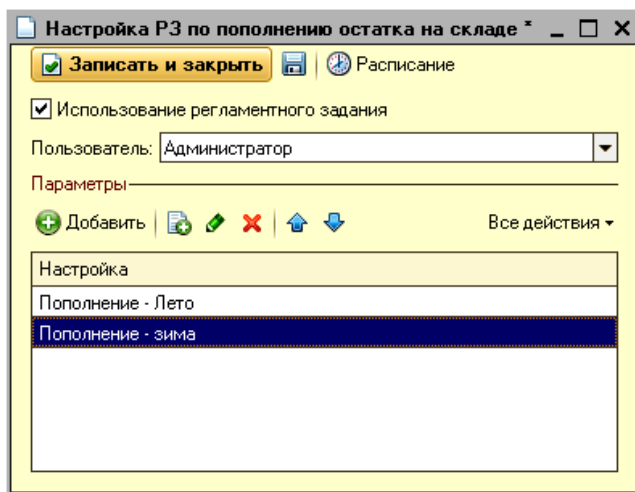 Настройка РЗ по пополнению остатка на складе *
Записать и закрыть Расписание
Использование регламентного задания
Пользователь: Администратор
Параметры
Добавить Все действия
Настройка
Пополнение - Лето
Пополнение - зима